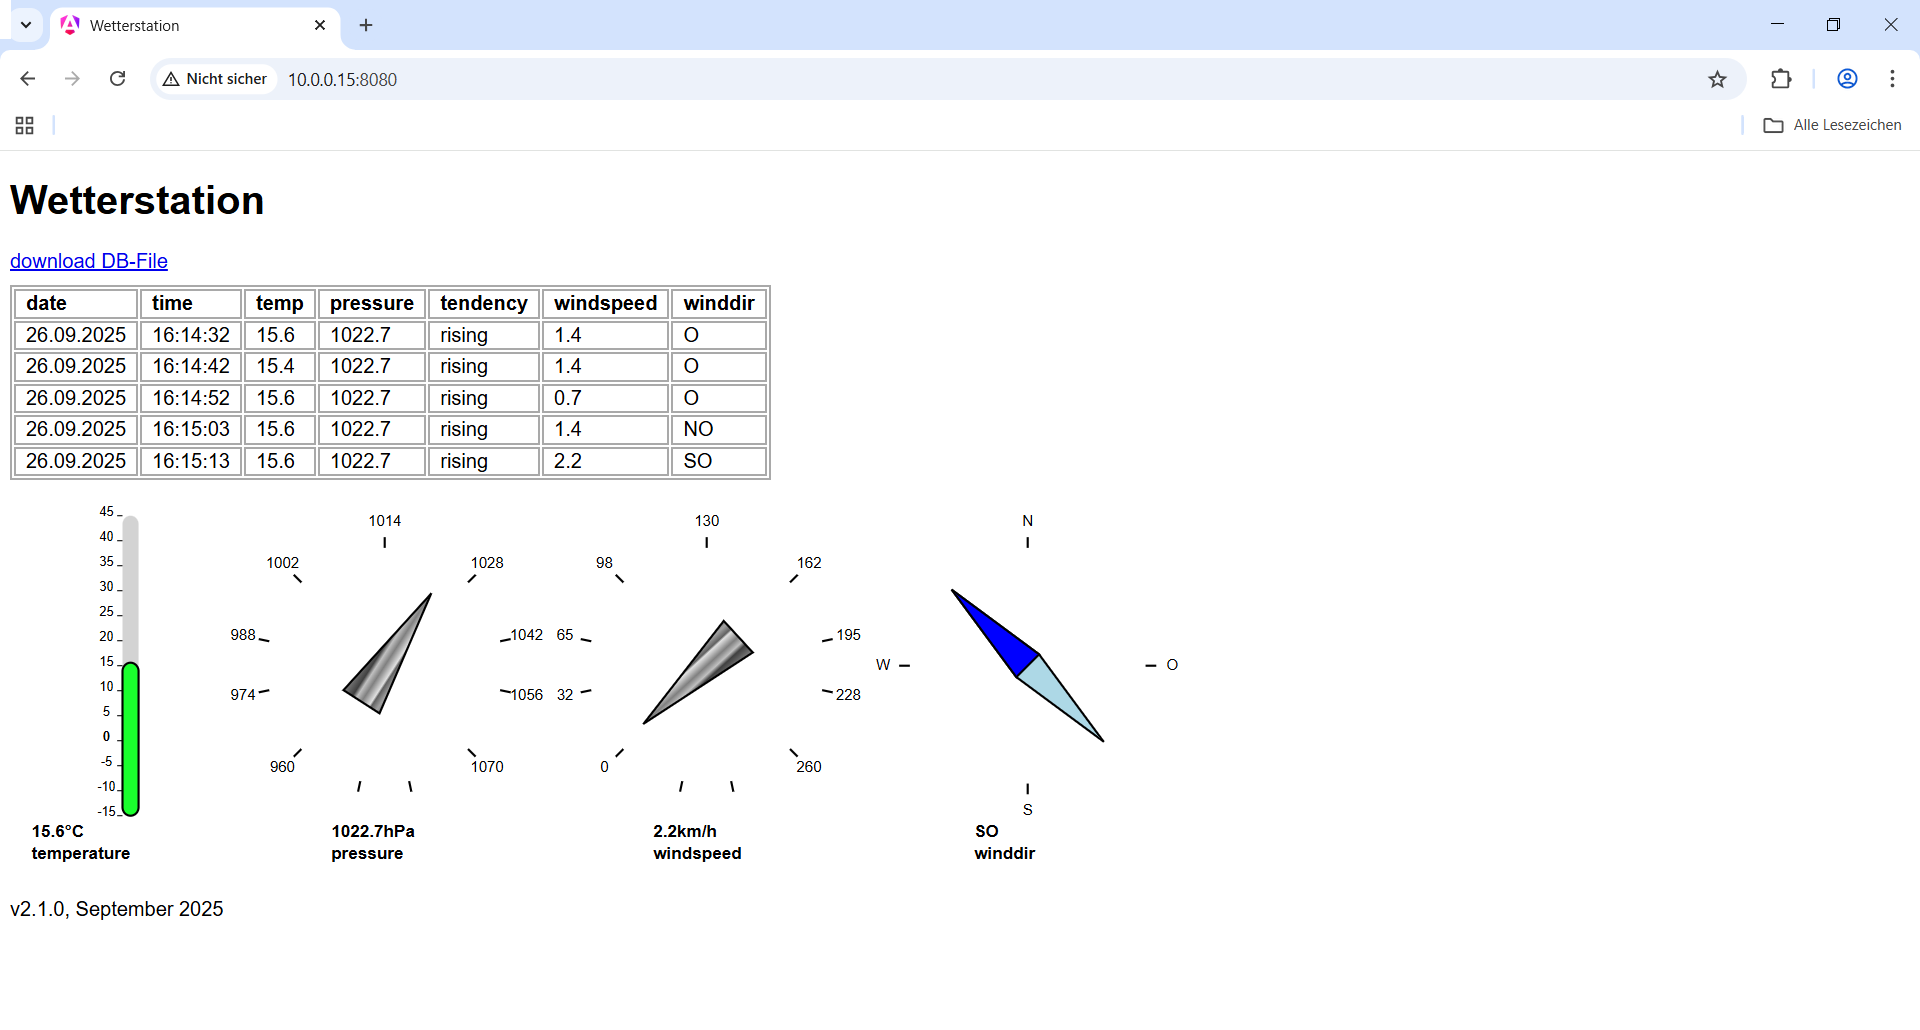 Wetterstation
Nicht sicher 10.0.0.15:8080
Alle Lesezeichen
Wetterstation
download DB-File
date time temp pressure tendency windspeed winddir
26.09.2025 16:14:32 15.6 1022.7 rising 1.4 O
26.09.2025 16:14:42 15.4 1022.7 rising 1.4 O
26.09.2025 16:14:52 15.6 1022.7 rising 0.7 O
26.09.2025 16:15:03 15.6 1022.7 rising 1.4 NO
26.09.2025 16:15:13 15.6 1022.7 rising 2.2 SO
45
40
35
30
25
20
15
10
5
0
-5
-10
-15
15.6°C
temperature
1014
1002 1028
988 1042
974 1056
960 1070
1022.7hPa
pressure
130
98 162
65 195
32 228
0 260
2.2km/h
windspeed
N
W O
S
SO
winddir
v2.1.0, September 2025